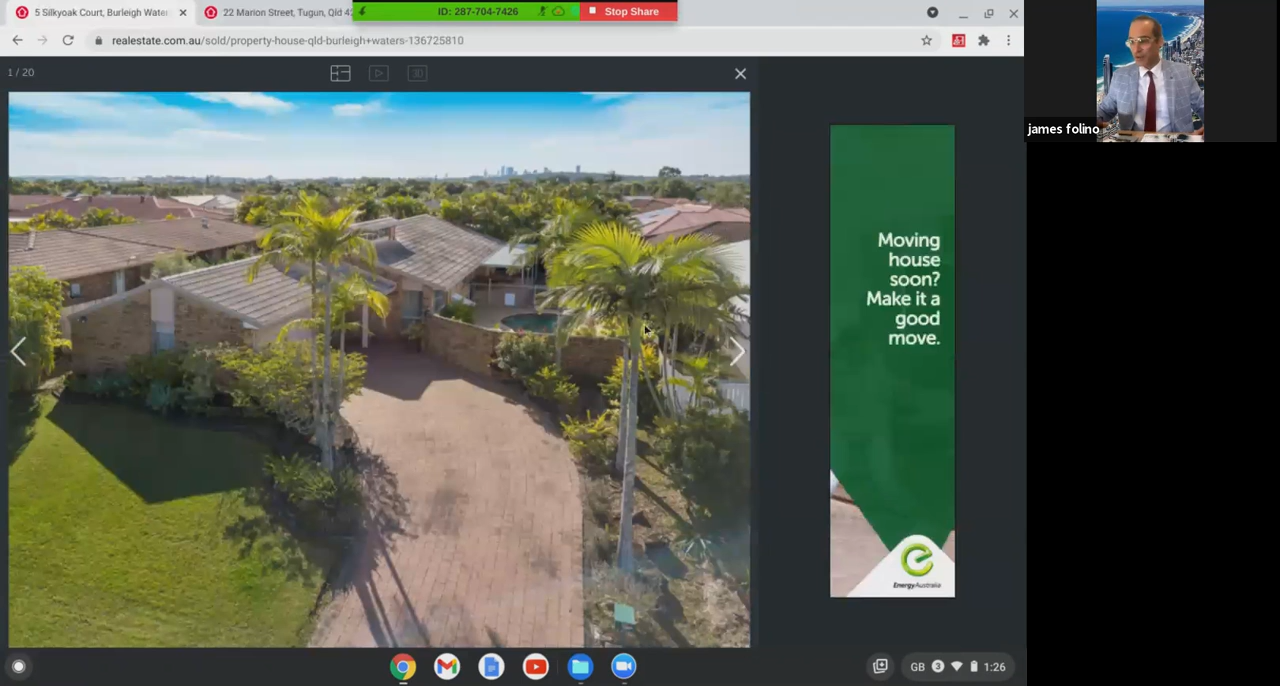 5 Silkyoak Court, Burleigh Water
22 Marion Street, Tugun, Qld 42
ID: 287-704-7426
Stop Share
realestate.com.au/sold/property-house-qld-burleigh+waters-136725810
1 / 20
3D
james folino
Moving
house
soon?
Make it a
good
move.
EnergyAustralia
GB
3
1:26